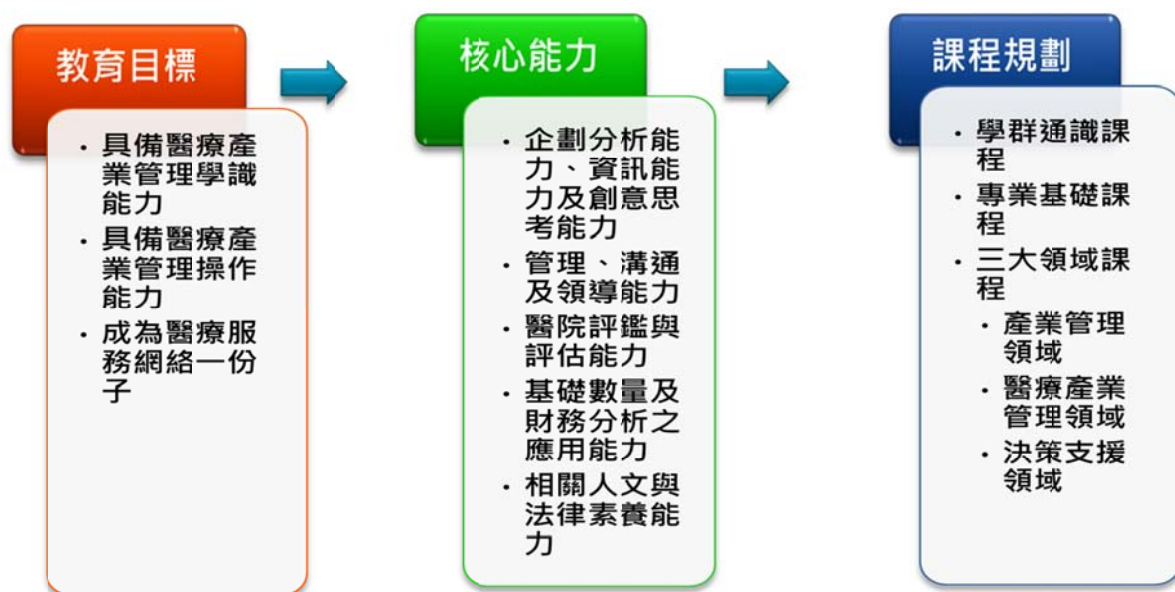 教育目標
· 具備醫療產
業管理學識
能力
· 具備醫療產
業管理操作
能力
· 成為醫療服
務網絡一份
子
核心能力
· 企劃分析能
力、資訊能
力及創意思
考能力
· 管理、溝通
及領導能力
· 醫院評鑑與
評估能力
· 基礎數量及
財務分析之
應用能力
· 相關人文與
法律素養能
力
課程規劃
· 學群通識課
程
· 專業基礎課
程
· 三大領域課
程
· 產業管理
領域
· 醫療產業
管理領域
· 決策支援
領域